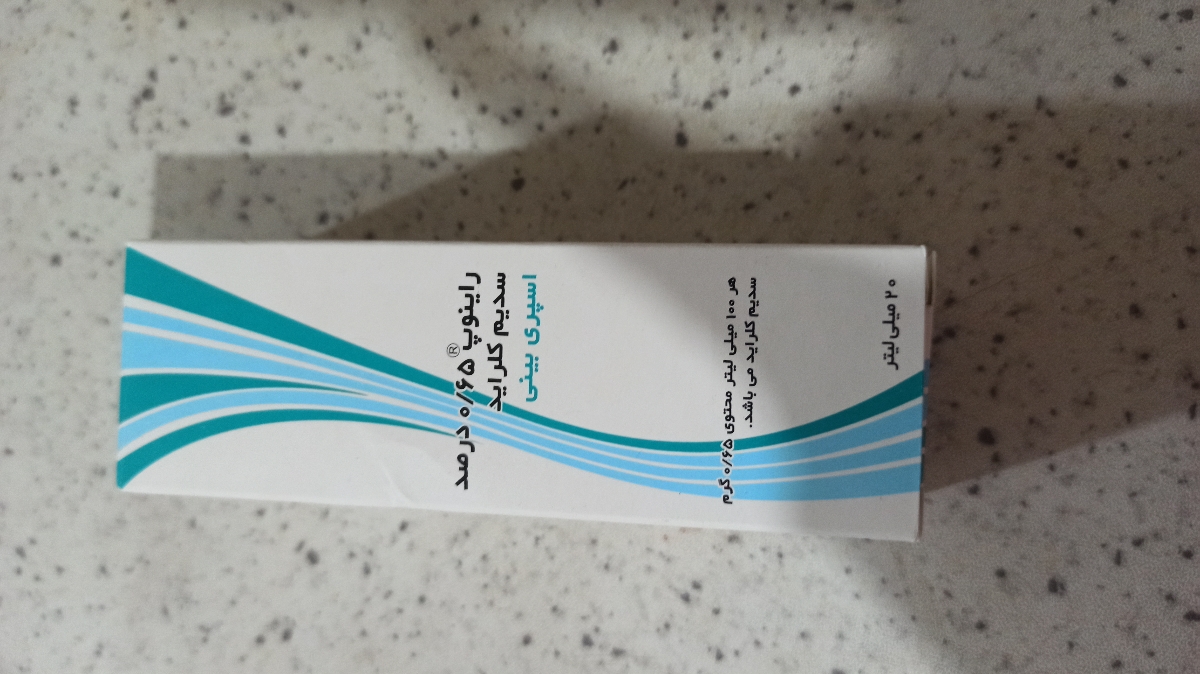 راینوپ® ۰/۶۵ درصد
سدیم کلراید
اسپری بینی
هر ۱۰۰ میلی لیتر محتوی ۰/۶۵ گرم
سدیم کلراید می باشد.
۲۰ میلی لیتر